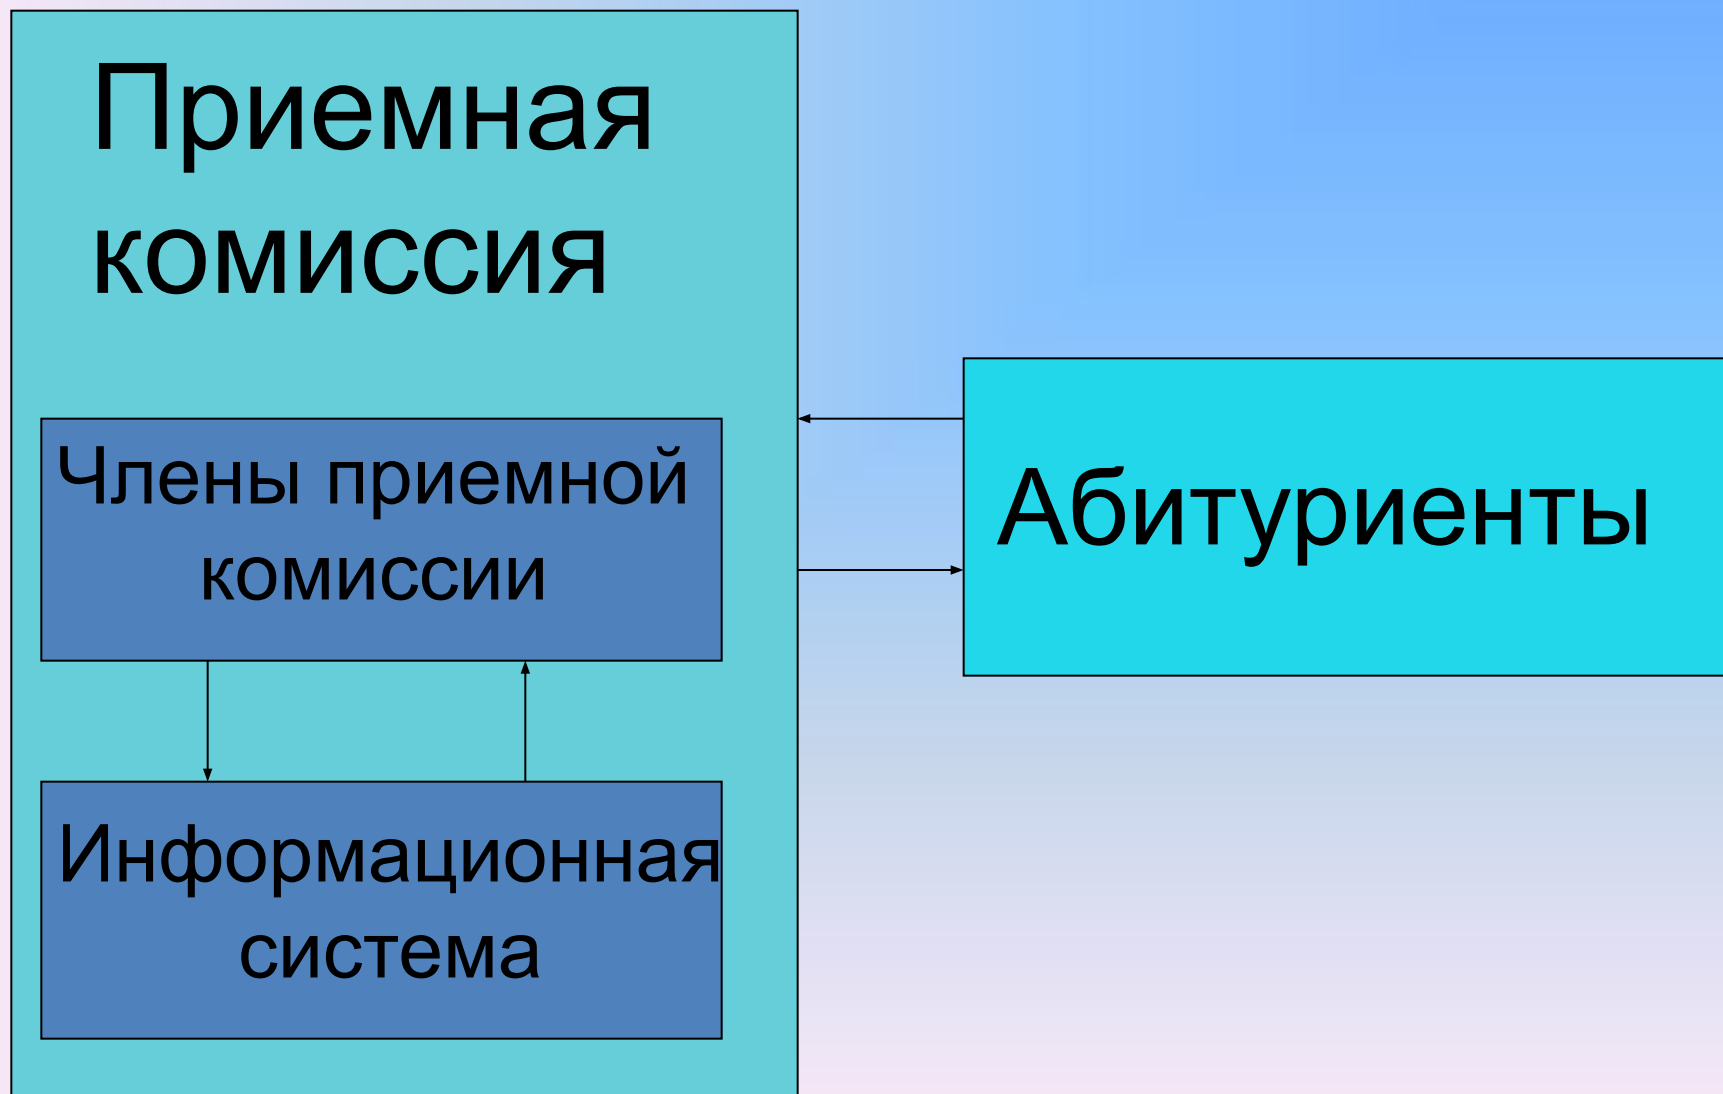 Приемная
комиссия
Члены приемной
комиссии
Абитуриенты
Информационная
система